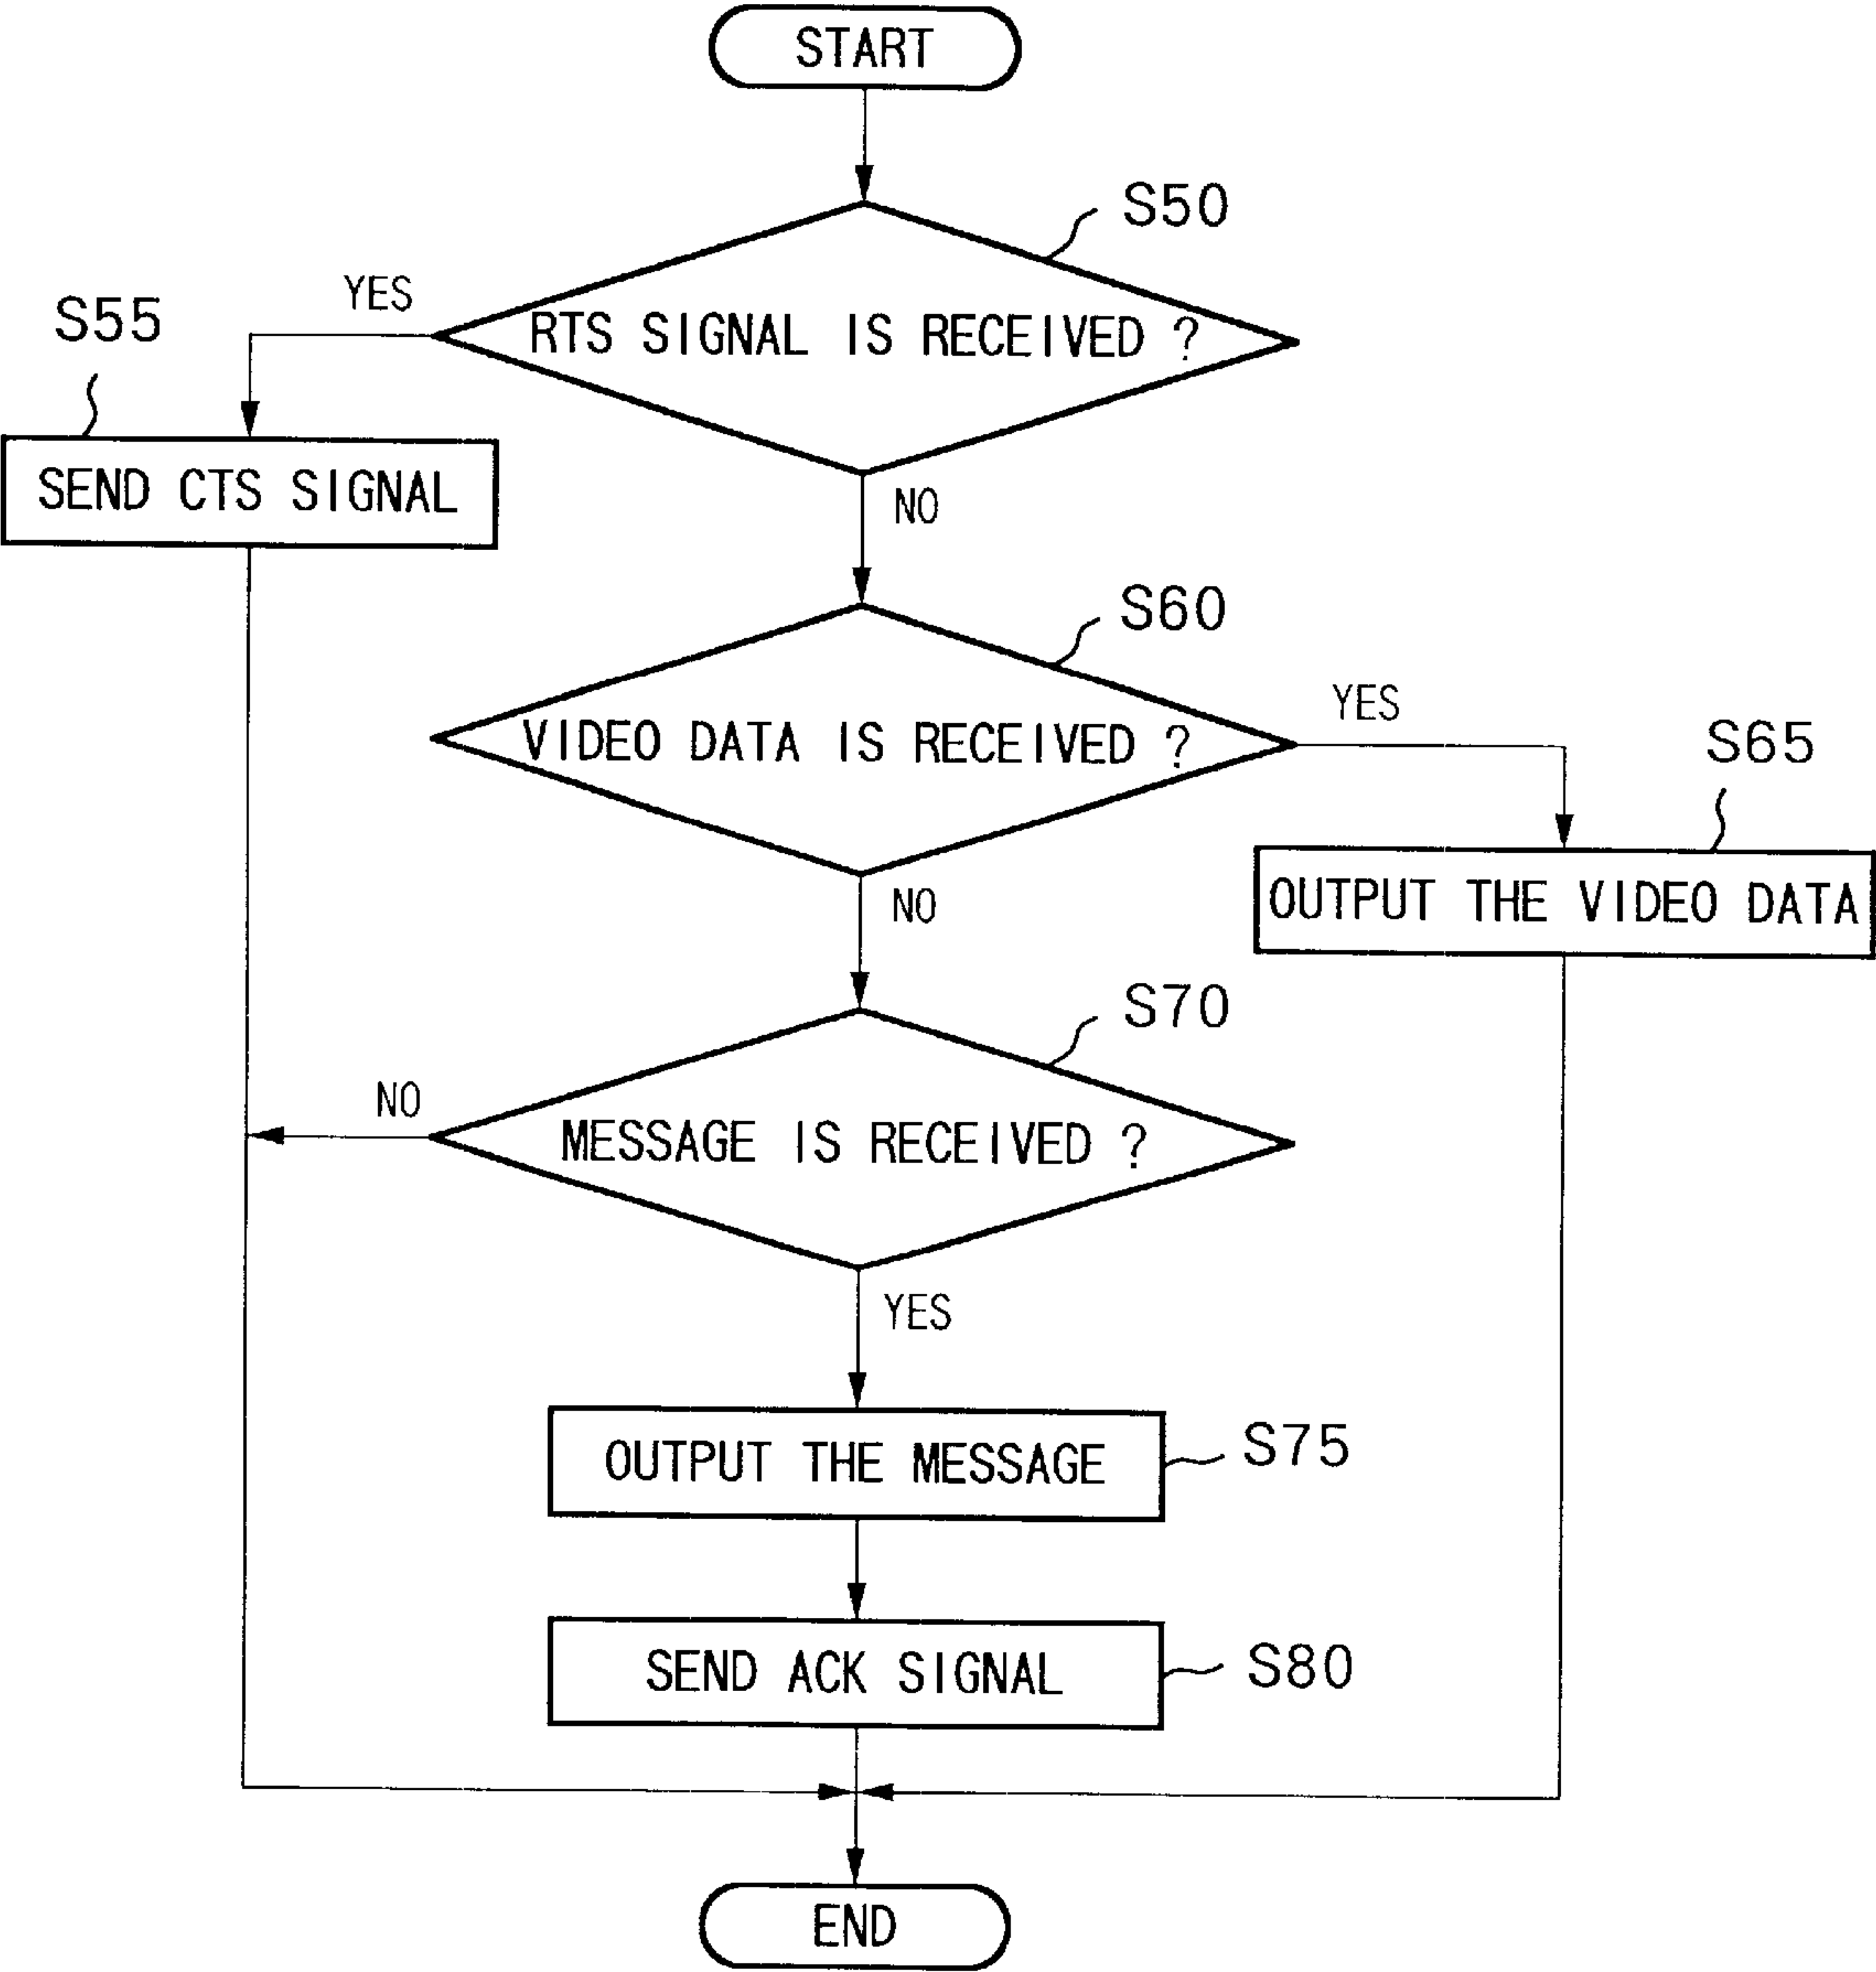 START
S50
YES
RTS SIGNAL IS RECEIVED ?
S55
SEND CTS SIGNAL
NO
S60
YES
VIDEO DATA IS RECEIVED ?
S65
OUTPUT THE VIDEO DATA
NO
S70
NO
MESSAGE IS RECEIVED ?
YES
OUTPUT THE MESSAGE
S75
SEND ACK SIGNAL
S80
END